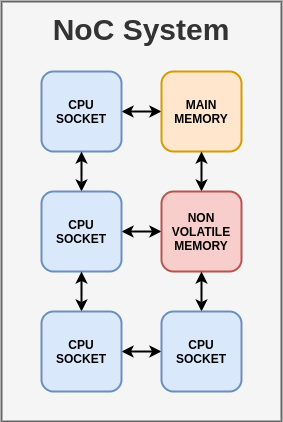 NoC System
CPU
SOCKET
MAIN
MEMORY
CPU
SOCKET
NON
VOLATILE
MEMORY
CPU
SOCKET
CPU
SOCKET